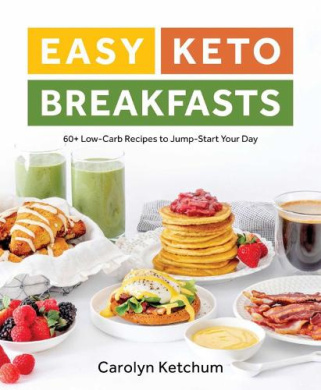 EASY KETO
BREAKFASTS
60+ Low-Carb Recipes to Jump-Start Your Day
Carolyn Ketchum